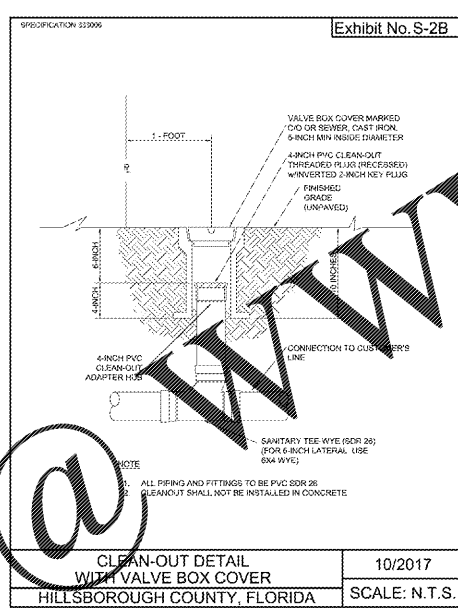 SPECIFICATION 333096
Exhibit No. S-2B
VALVE BOX COVER MARKED
C/O OR SEWER, CAST IRON,
5-INCH MIN INSIDE DIAMETER
1 - FOOT
4-INCH PVC CLEAN-OUT
THREADED PLUG (RECESSED)
W/INVERTED 2-INCH KEY PLUG
FINISHED
GRADE
(UNPAVED)
6-INCH
4-INCH
INCHES
4-INCH PVC
CLEAN-OUT
ADAPTER HUB
CONNECTION TO CUSTOMER'S
LINE
SANITARY TEE-WYE (SDR 26)
(FOR 6-INCH LATERAL USE
6X4 WYE)
NOTE
1. ALL PIPING AND FITTINGS TO BE PVC SDR 26
2. CLEANOUT SHALL NOT BE INSTALLED IN CONCRETE
@WWW
CLEAN-OUT DETAIL
WITH VALVE BOX COVER
10/2017
HILLSBOROUGH COUNTY, FLORIDA
SCALE: N.T.S.